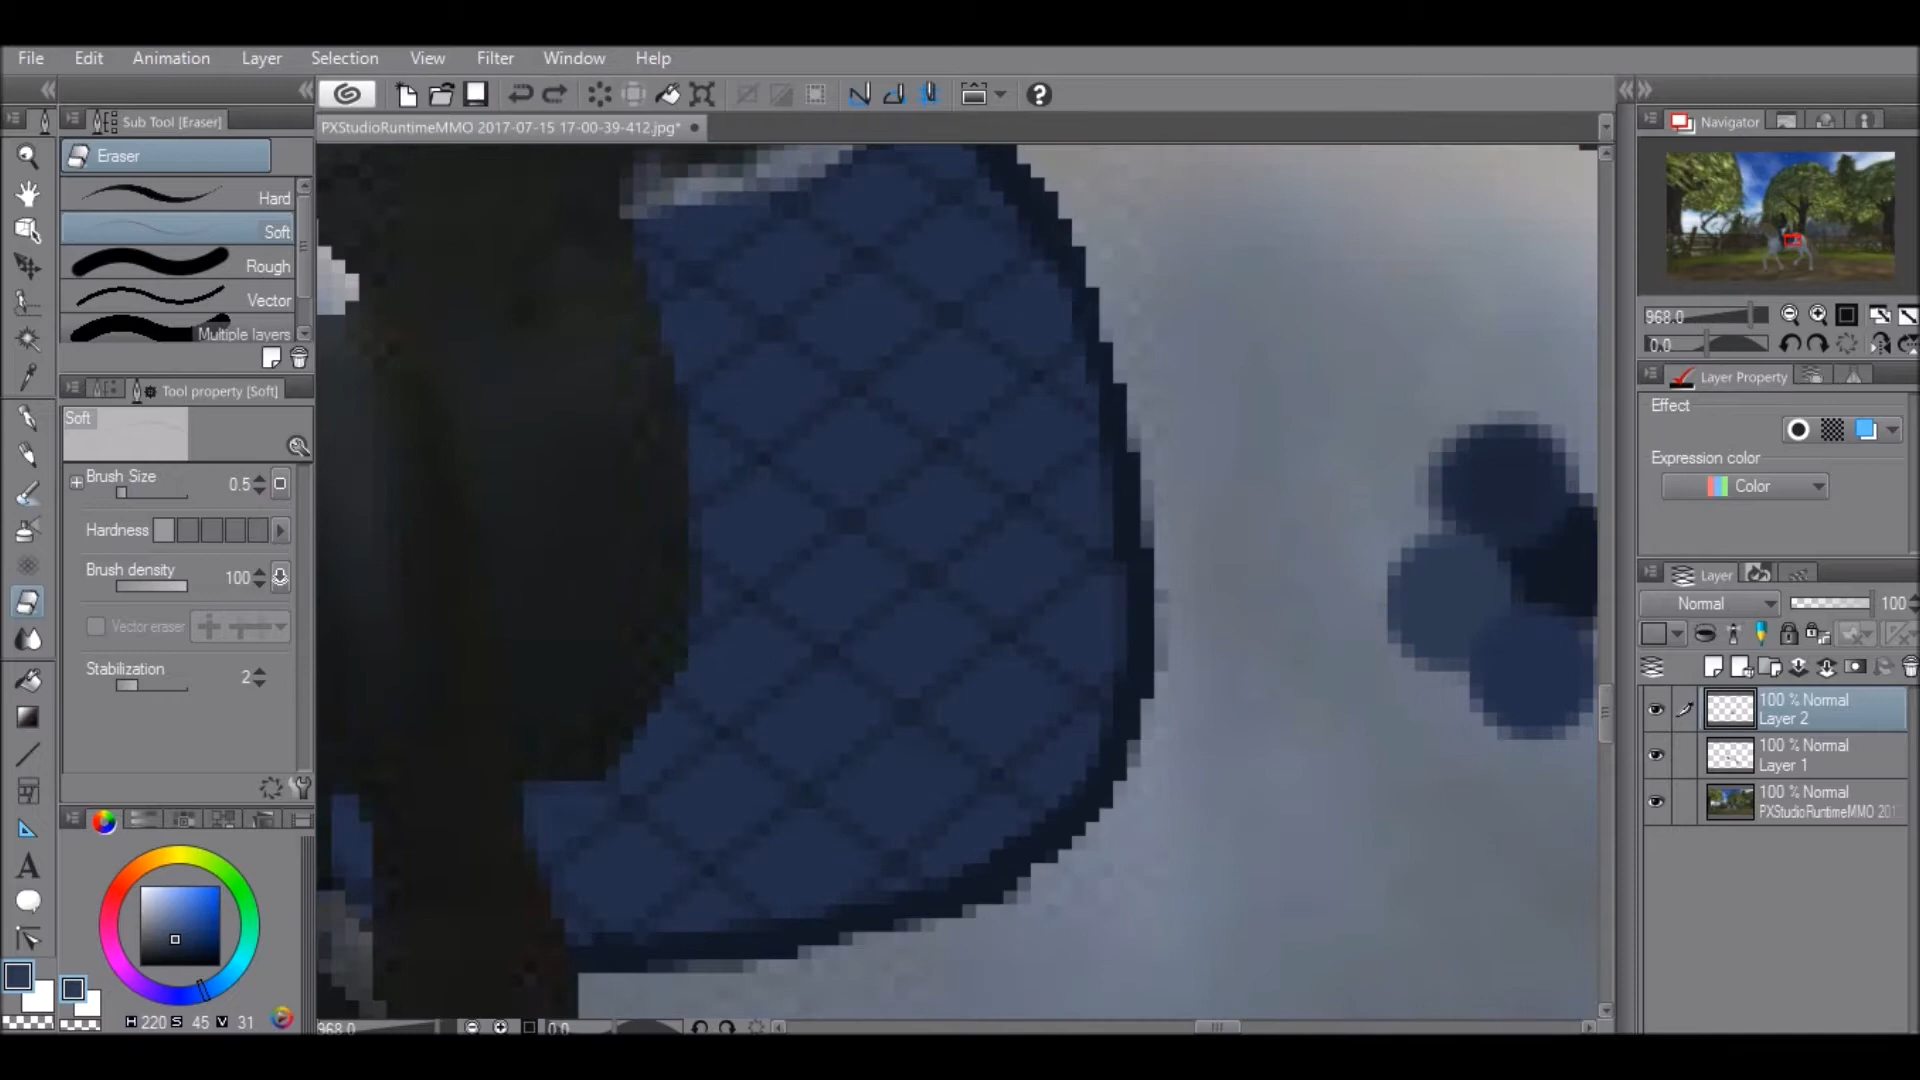 File Edit Animation Layer Selection View Filter Window Help
PXStudioRuntimeMMO 2017-07-15 17-00-39-412.jpg*
Sub Tool [Eraser]
Eraser
Hard
Soft
Rough
Vector
Multiple layers
Tool property [Soft]
Soft
Brush Size 0.5
Hardness
Brush density 100
Vector eraser
Stabilization 2
H 220 S 45 V 31
968.0 0.0
Navigator
968.0
0.0
Layer Property
Effect
Expression color
Color
Layer
Normal 100
100 % Normal
Layer 2
100 % Normal
Layer 1
100 % Normal
PXStudioRuntimeMMO 201